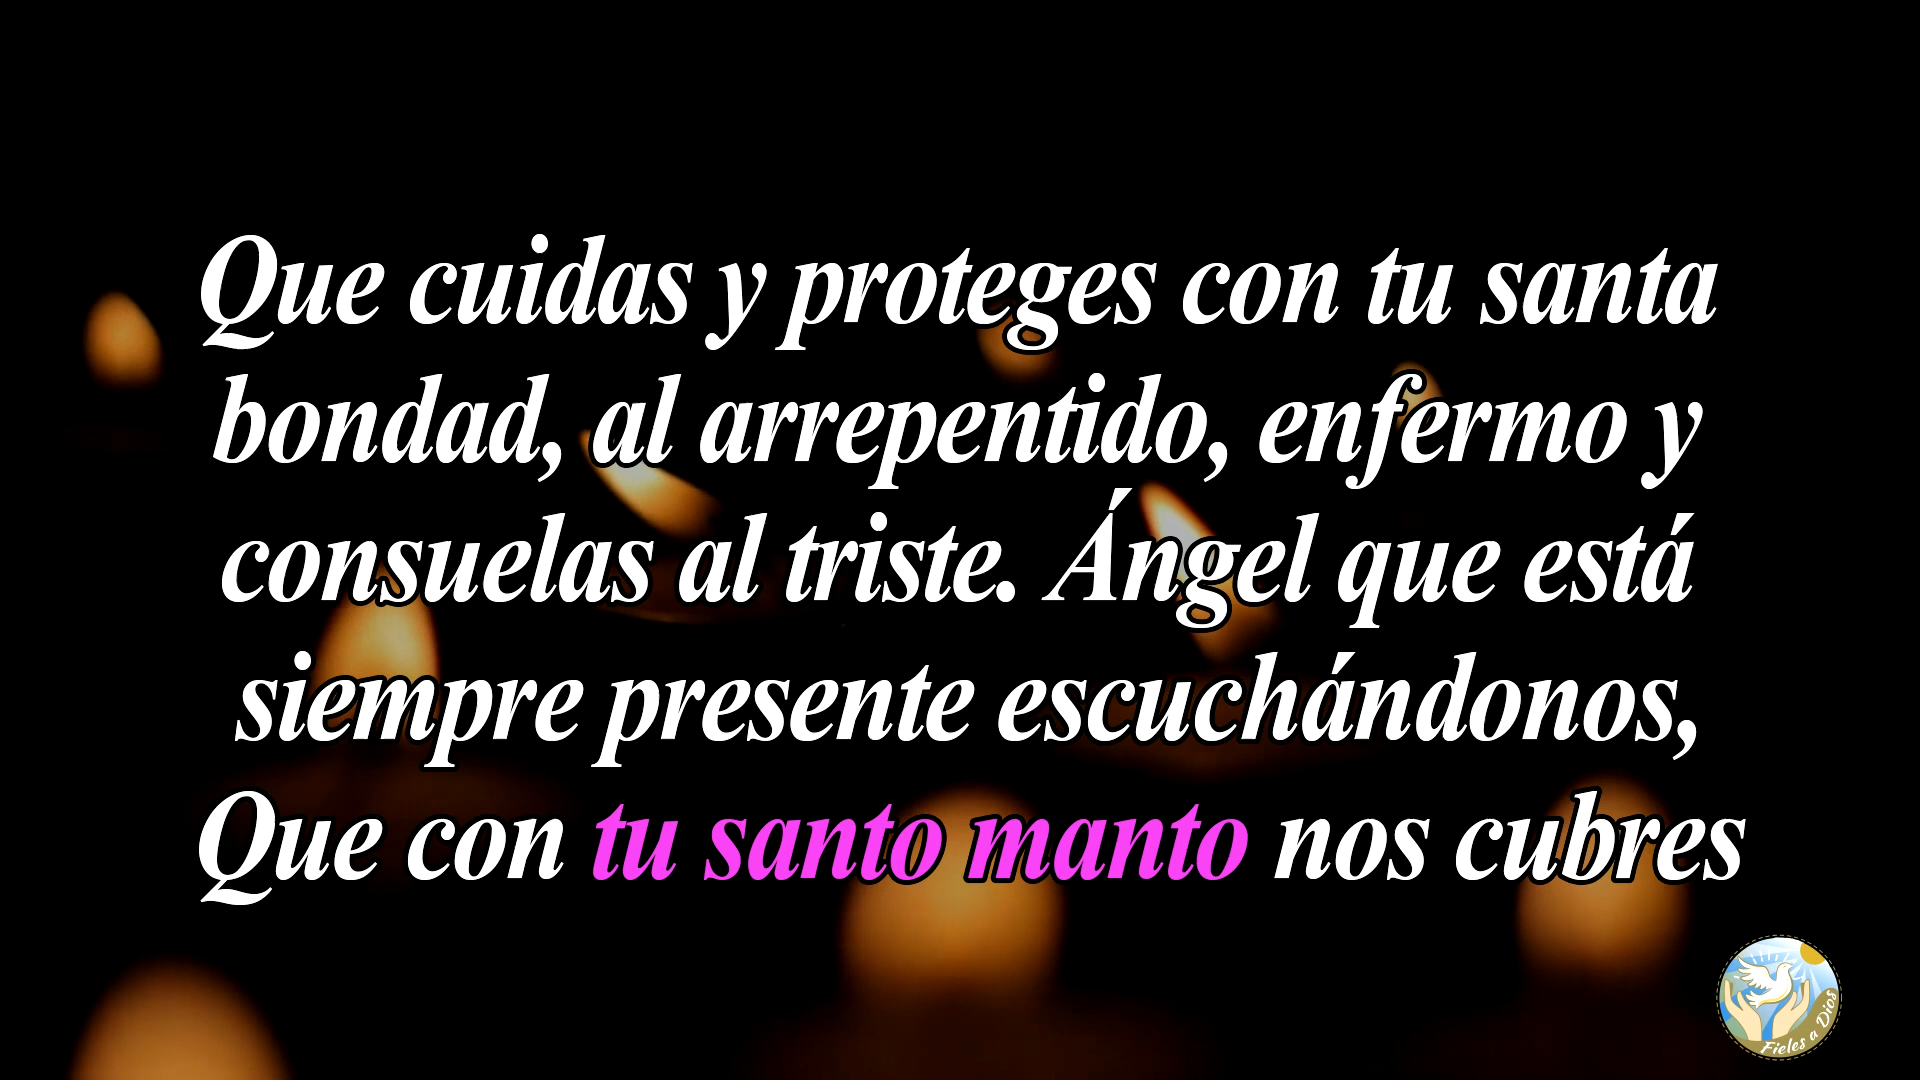 Que cuidas y proteges con tu santa
bondad, al arrepentido, enfermo y
consuelas al triste. Ángel que está
siempre presente escuchándonos,
Que con tu santo manto nos cubres
Fieles a Dios